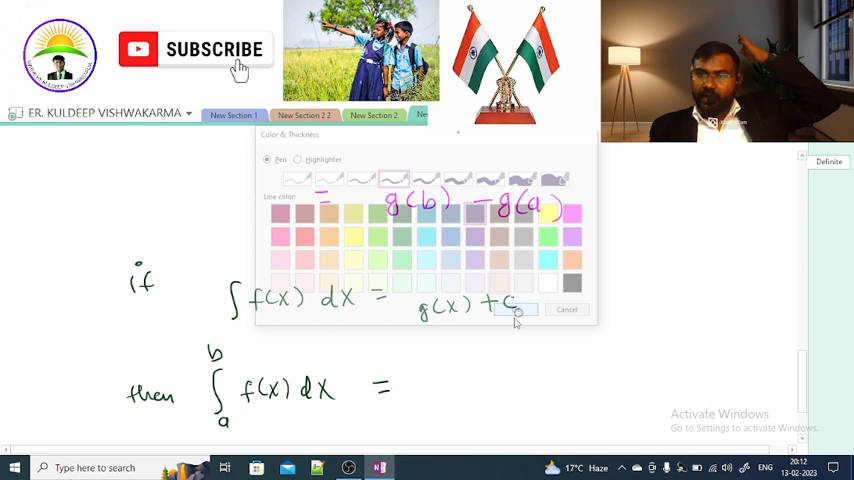 SUBSCRIBE
ER. KULDEEP VISHWAKARMA
New Section 1
New Section 2 2
New Section 2
Ne
Color & Thickness
Definite
Pen
Highlighter
Line color:
= g(b) - g(a)
if
∫ f(x) dx = g(x) + c
Cancel
then ∫_a^b f(x) dx =
Activate Windows
Go to Settings to activate Windows.
Type here to search
17°C Haze
ENG
20:12
13-02-2023